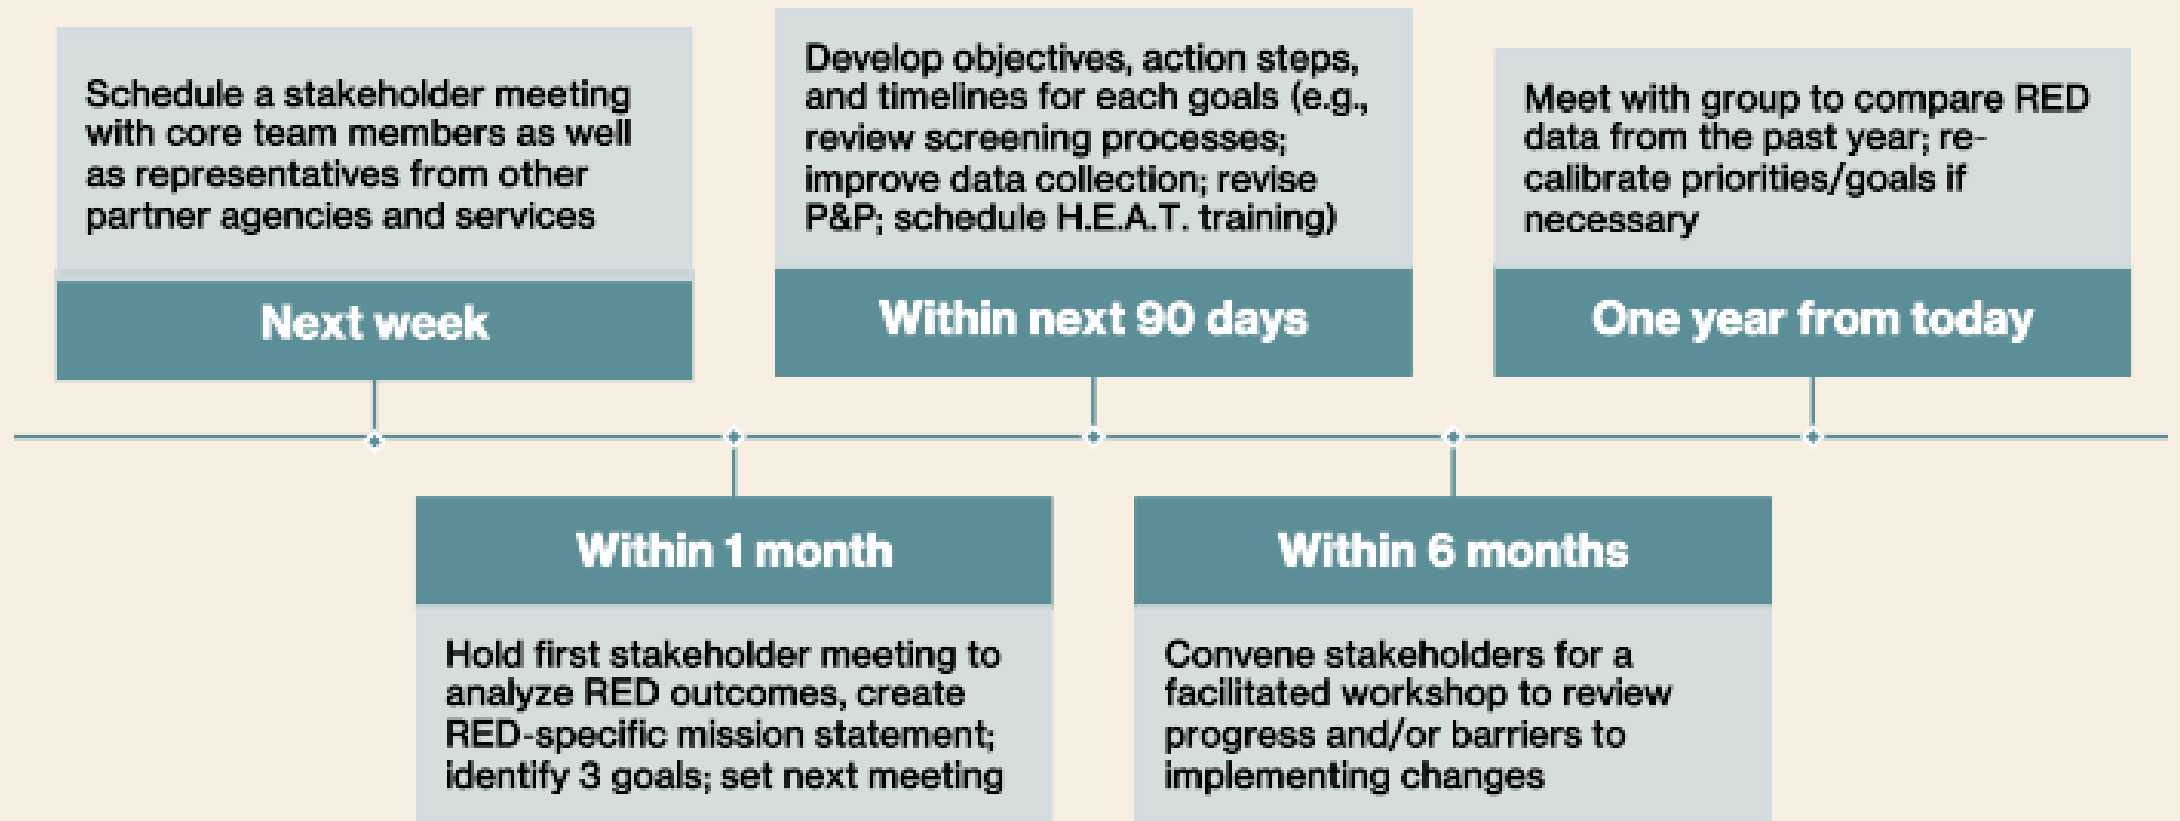 Schedule a stakeholder meeting
with core team members as well
as representatives from other
partner agencies and services
Next week
Within 1 month
Hold first stakeholder meeting to
analyze RED outcomes, create
RED-specific mission statement;
identify 3 goals; set next meeting
Develop objectives, action steps,
and timelines for each goals (e.g.,
review screening processes;
improve data collection; revise
P&P; schedule H.E.A.T. training)
Within next 90 days
Within 6 months
Convene stakeholders for a
facilitated workshop to review
progress and/or barriers to
implementing changes
Meet with group to compare RED
data from the past year; re-
calibrate priorities/goals if
necessary
One year from today